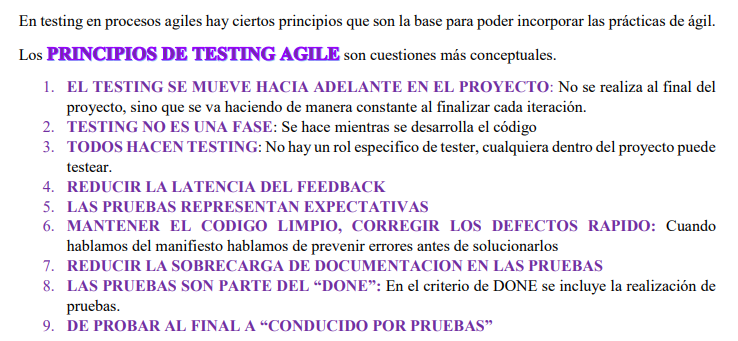 En testing en procesos agiles hay ciertos principios que son la base para poder incorporar las prácticas de ágil.
Los PRINCIPIOS DE TESTING AGILE son cuestiones más conceptuales.
1. EL TESTING SE MUEVE HACIA ADELANTE EN EL PROYECTO: No se realiza al final del
proyecto, sino que se va haciendo de manera constante al finalizar cada iteración.
2. TESTING NO ES UNA FASE: Se hace mientras se desarrolla el código
3. TODOS HACEN TESTING: No hay un rol especifico de tester, cualquiera dentro del proyecto puede
testear.
4. REDUCIR LA LATENCIA DEL FEEDBACK
5. LAS PRUEBAS REPRESENTAN EXPECTATIVAS
6. MANTENER EL CODIGO LIMPIO, CORREGIR LOS DEFECTOS RAPIDO: Cuando
hablamos del manifiesto hablamos de prevenir errores antes de solucionarlos
7. REDUCIR LA SOBRECARGA DE DOCUMENTACION EN LAS PRUEBAS
8. LAS PRUEBAS SON PARTE DEL “DONE”: En el criterio de DONE se incluye la realización de
pruebas.
9. DE PROBAR AL FINAL A “CONDUCIDO POR PRUEBAS”